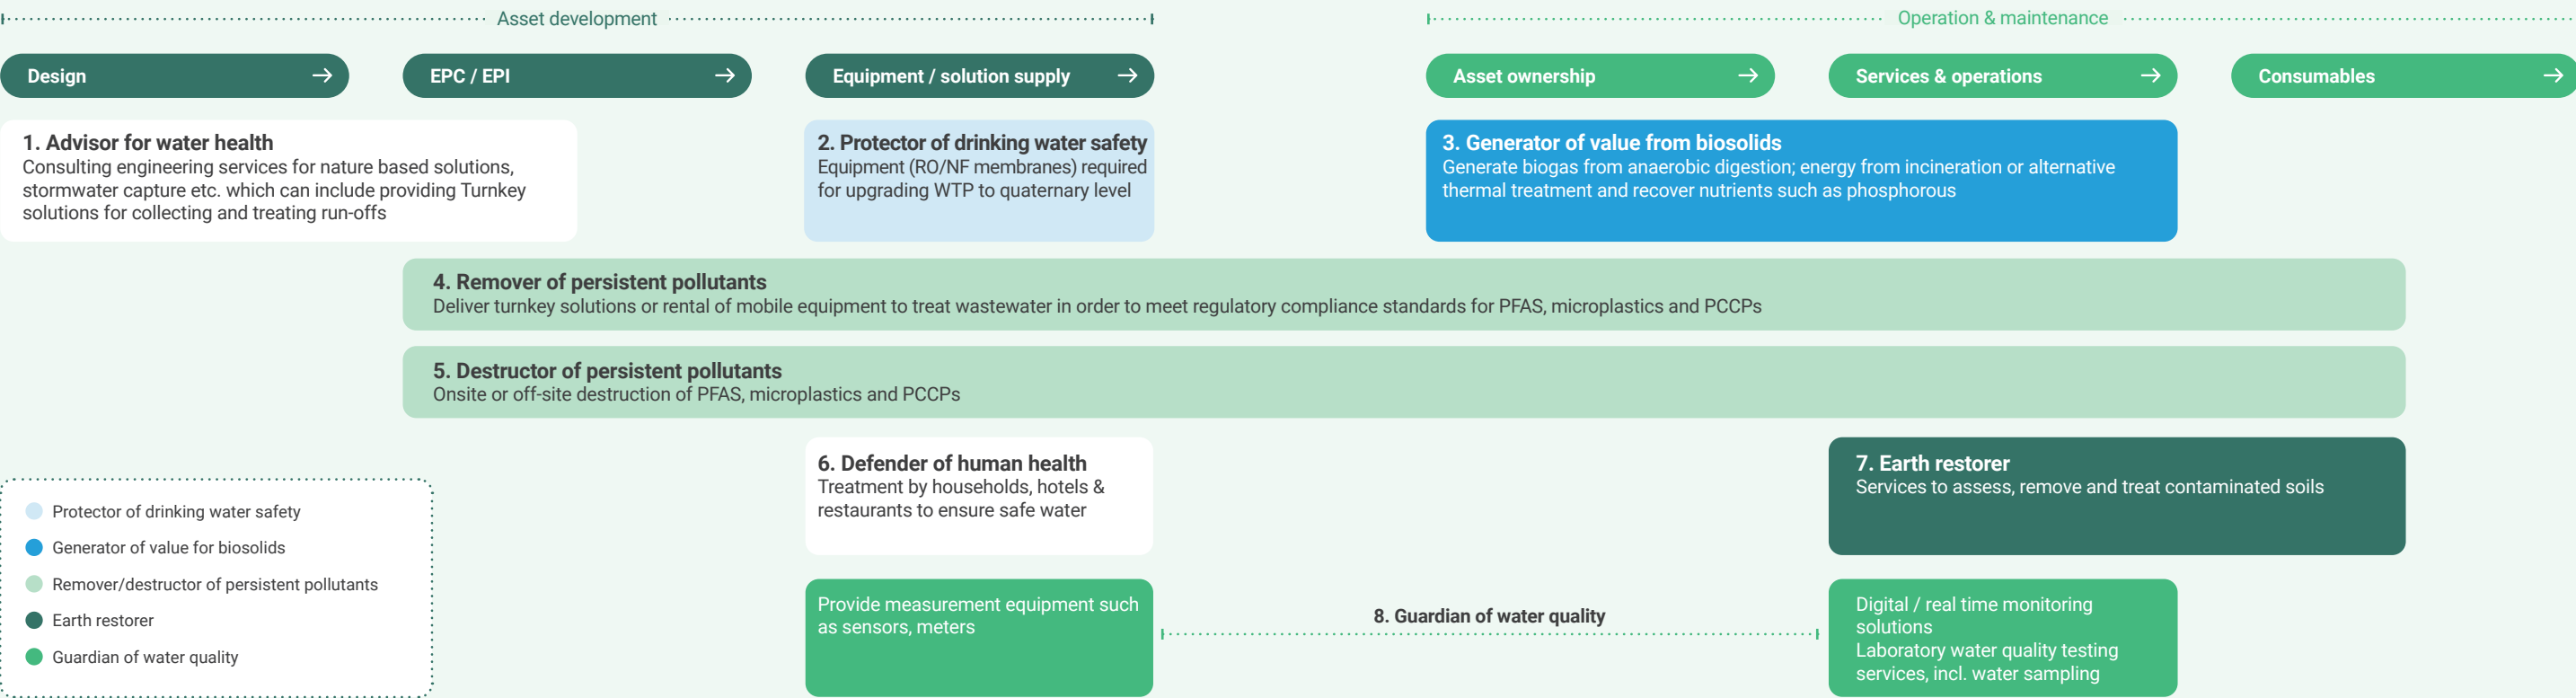 Asset development
Operation & maintenance
Design
EPC / EPI
Equipment / solution supply
Asset ownership
Services & operations
Consumables
1. Advisor for water health
Consulting engineering services for nature based solutions,
stormwater capture etc. which can include providing Turnkey
solutions for collecting and treating run-offs
2. Protector of drinking water safety
Equipment (RO/NF membranes) required
for upgrading WTP to quaternary level
3. Generator of value from biosolids
Generate biogas from anaerobic digestion; energy from incineration or alternative
thermal treatment and recover nutrients such as phosphorous
4. Remover of persistent pollutants
Deliver turnkey solutions or rental of mobile equipment to treat wastewater in order to meet regulatory compliance standards for PFAS, microplastics and PCCPs
5. Destructor of persistent pollutants
Onsite or off-site destruction of PFAS, microplastics and PCCPs
6. Defender of human health
Treatment by households, hotels &
restaurants to ensure safe water
7. Earth restorer
Services to assess, remove and treat contaminated soils
Protector of drinking water safety
Generator of value for biosolids
Remover/destructor of persistent pollutants
Earth restorer
Guardian of water quality
Provide measurement equipment such
as sensors, meters
8. Guardian of water quality
Digital / real time monitoring
solutions
Laboratory water quality testing
services, incl. water sampling